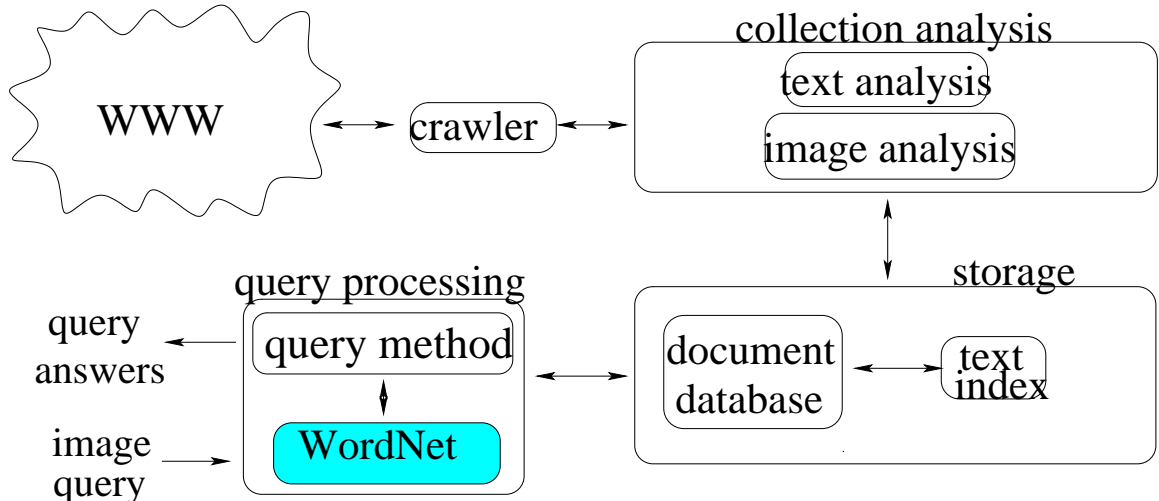 collection analysis
text analysis
WWW
crawler
image analysis
query processing
storage
query
answers
query method
document
database
text
index
image
query
WordNet